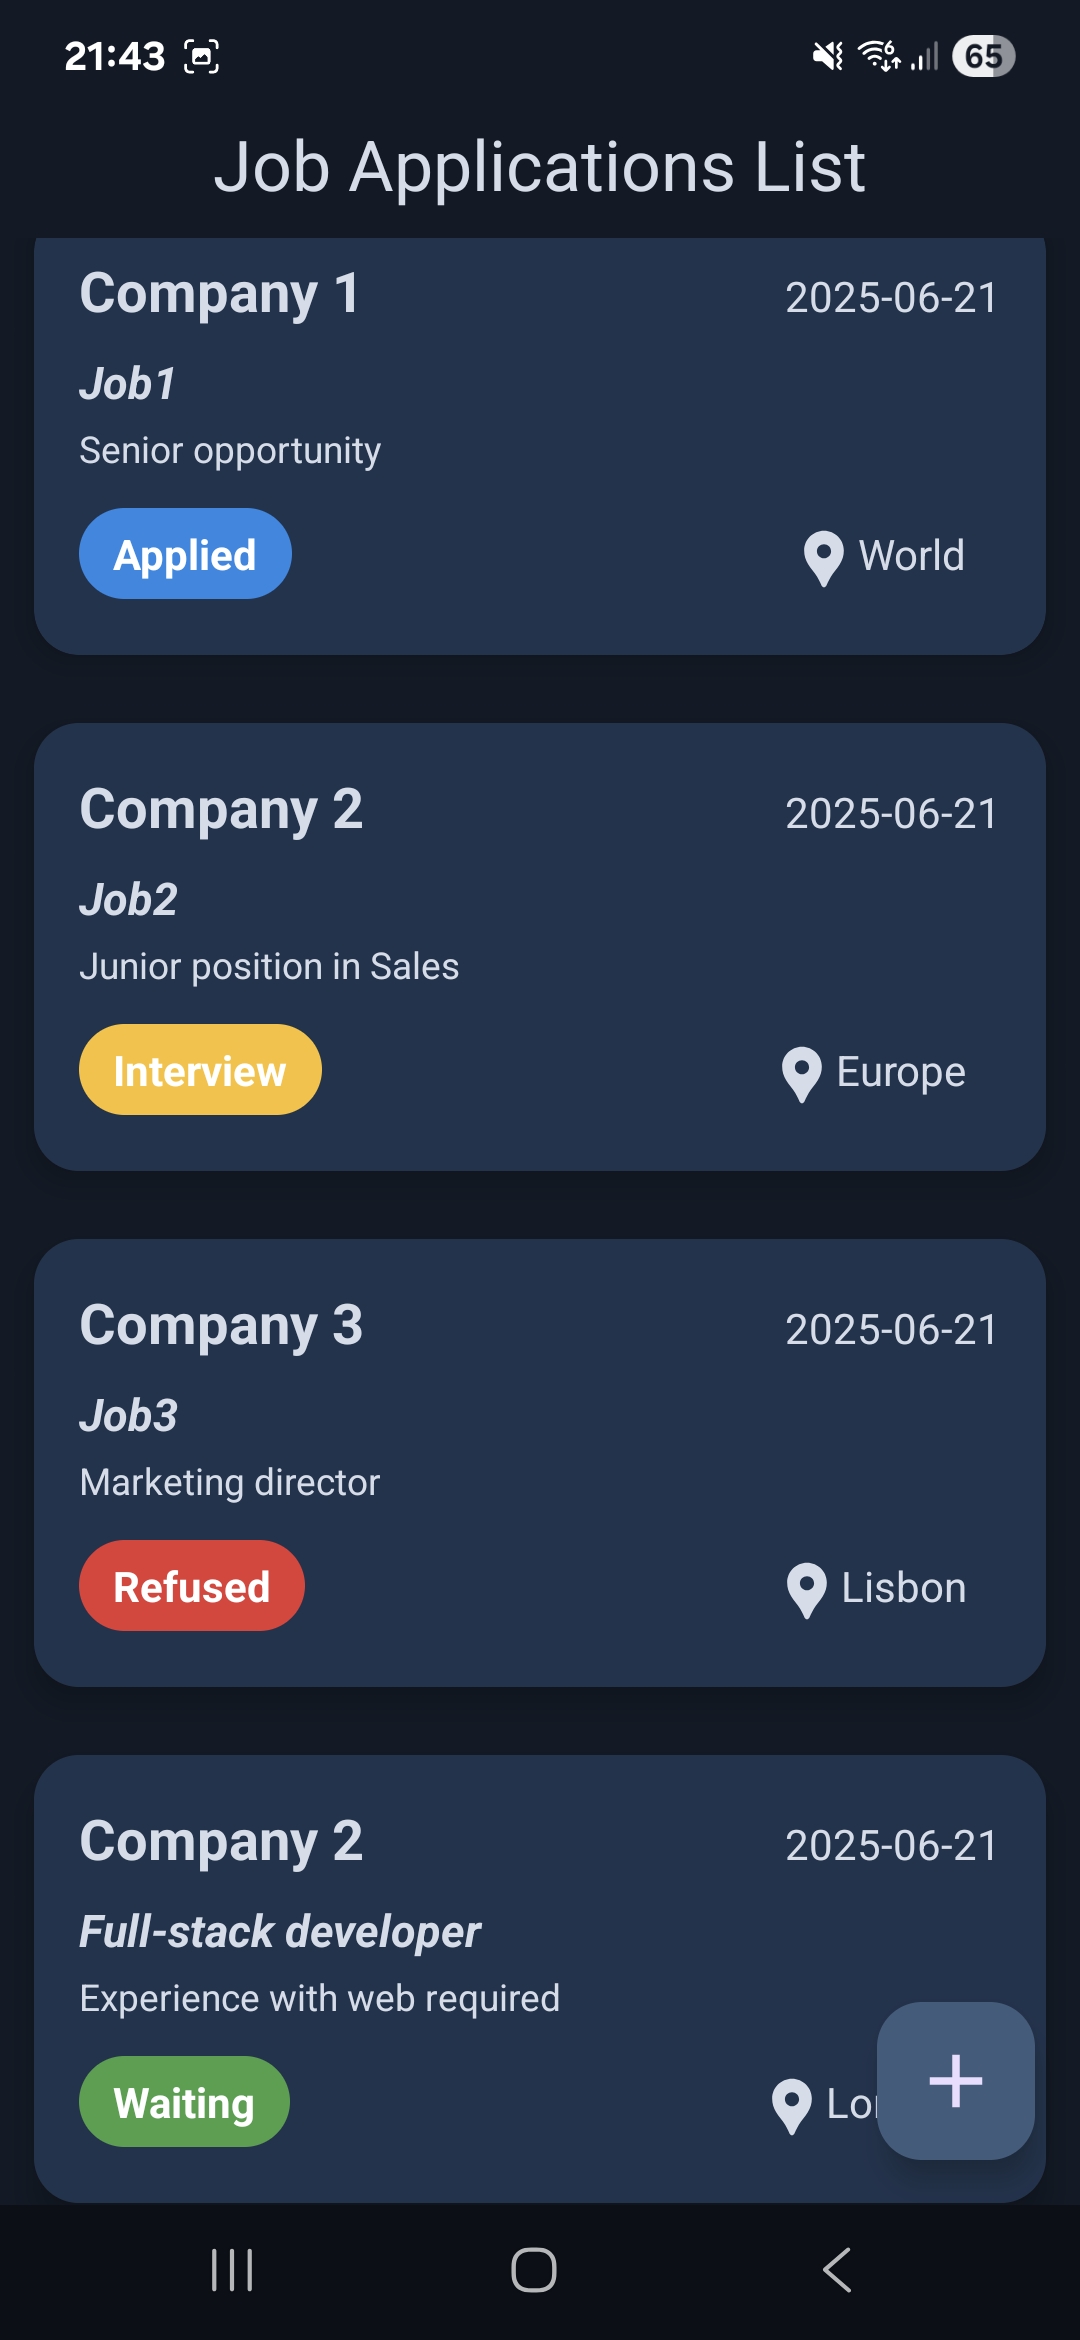 21:43
6
65
Job Applications List
Company 1
2025-06-21
Job1
Senior opportunity
Applied
World
Company 2
2025-06-21
Job2
Junior position in Sales
Interview
Europe
Company 3
2025-06-21
Job3
Marketing director
Refused
Lisbon
Company 2
2025-06-21
Full-stack developer
Experience with web required
Waiting